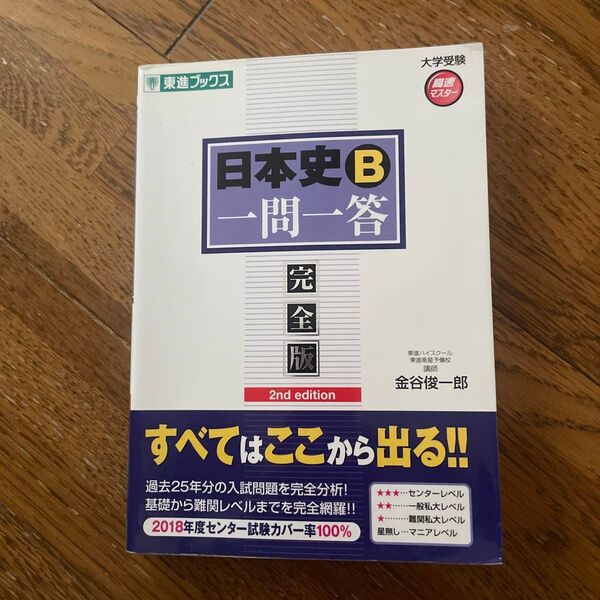 東進ブックス
大学受験
高速
マスター
日本史B
一問一答
完全版
2nd edition
東進ハイスクール
東進衛星予備校
講師
金谷俊一郎
すべてはここから出る!!
過去25年分の入試問題を完全分析!
基礎から難関レベルまでを完全網羅!!
2018年度センター試験カバー率100%
★★★…センターレベル
★★……一般私大レベル
★………難関私大レベル
星無し…マニアレベル